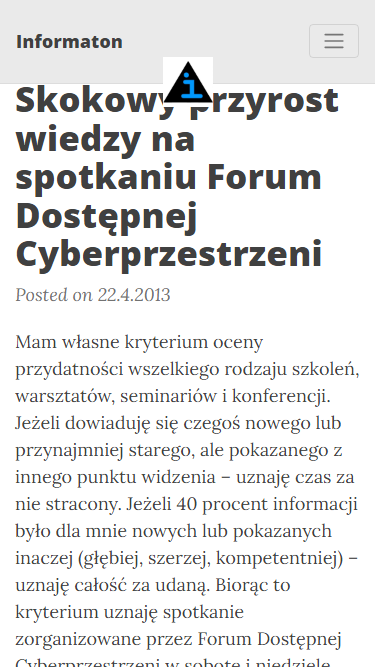 Informaton
Skokowy przyrost
wiedzy na
spotkaniu Forum
Dostępnej
Cyberprzestrzeni
Posted on 22.4.2013
Mam własne kryterium oceny
przydatności wszelkiego rodzaju szkoleń,
warsztatów, seminariów i konferencji.
Jeżeli dowiaduję się czegoś nowego lub
przynajmniej starego, ale pokazanego z
innego punktu widzenia – uznaję czas za
nie stracony. Jeżeli 40 procent informacji
było dla mnie nowych lub pokazanych
inaczej (głębiej, szerzej, kompetentniej) –
uznaję całość za udaną. Biorąc to
kryterium uznaję spotkanie
zorganizowane przez Forum Dostępnej
Cyberprzestrzeni w sobotę i niedzielę